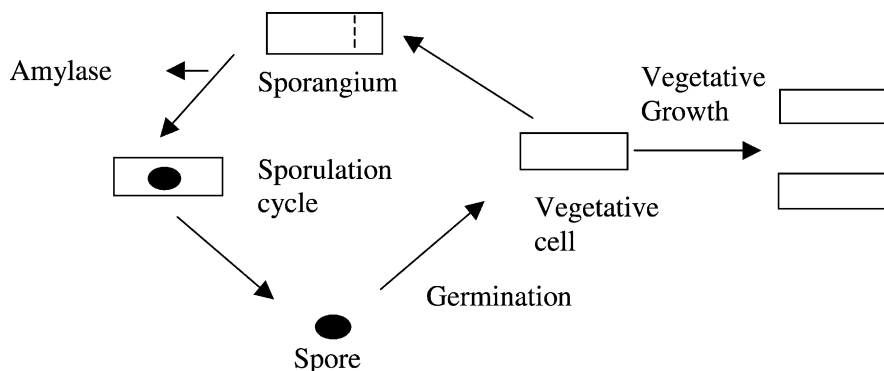 Amylase
Sporangium
Vegetative
Growth
Sporulation
cycle
Vegetative
cell
Germination
Spore